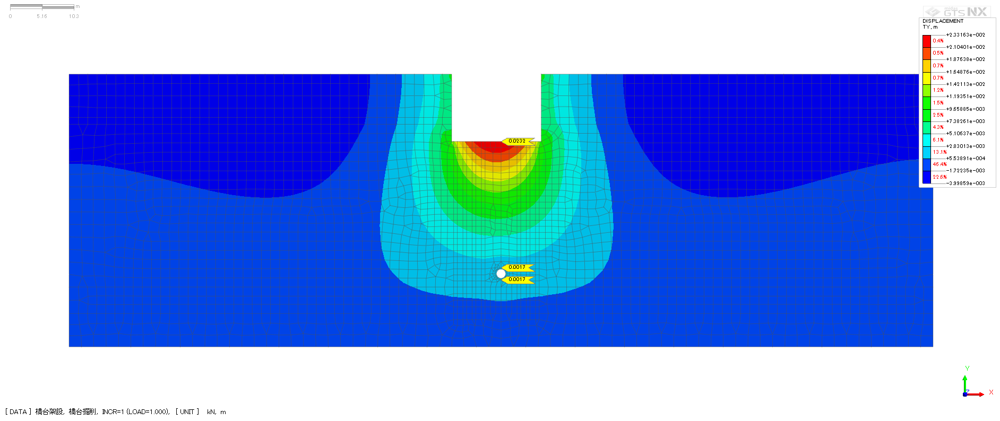 m
0 5.16 10.3
midas
GTS NX
DISPLACEMENT
TY, m
+2.33163e-002
0.4%
+2.10401e-002
0.5%
+1.87638e-002
0.7%
+1.64876e-002
0.7%
+1.42113e-002
1.2%
+1.19351e-002
1.5%
+9.65885e-003
2.5%
+7.38261e-003
4.3%
+5.10637e-003
6.1%
+2.83013e-003
13.1%
+5.53891e-004
46.4%
-1.72235e-003
22.6%
-3.99859e-003
0.0232
0.0017
0.0017
Y
Z
X
[ DATA ] 橋台架設, 橋台掘削, INCR=1 (LOAD=1.000), [ UNIT ] kN, m